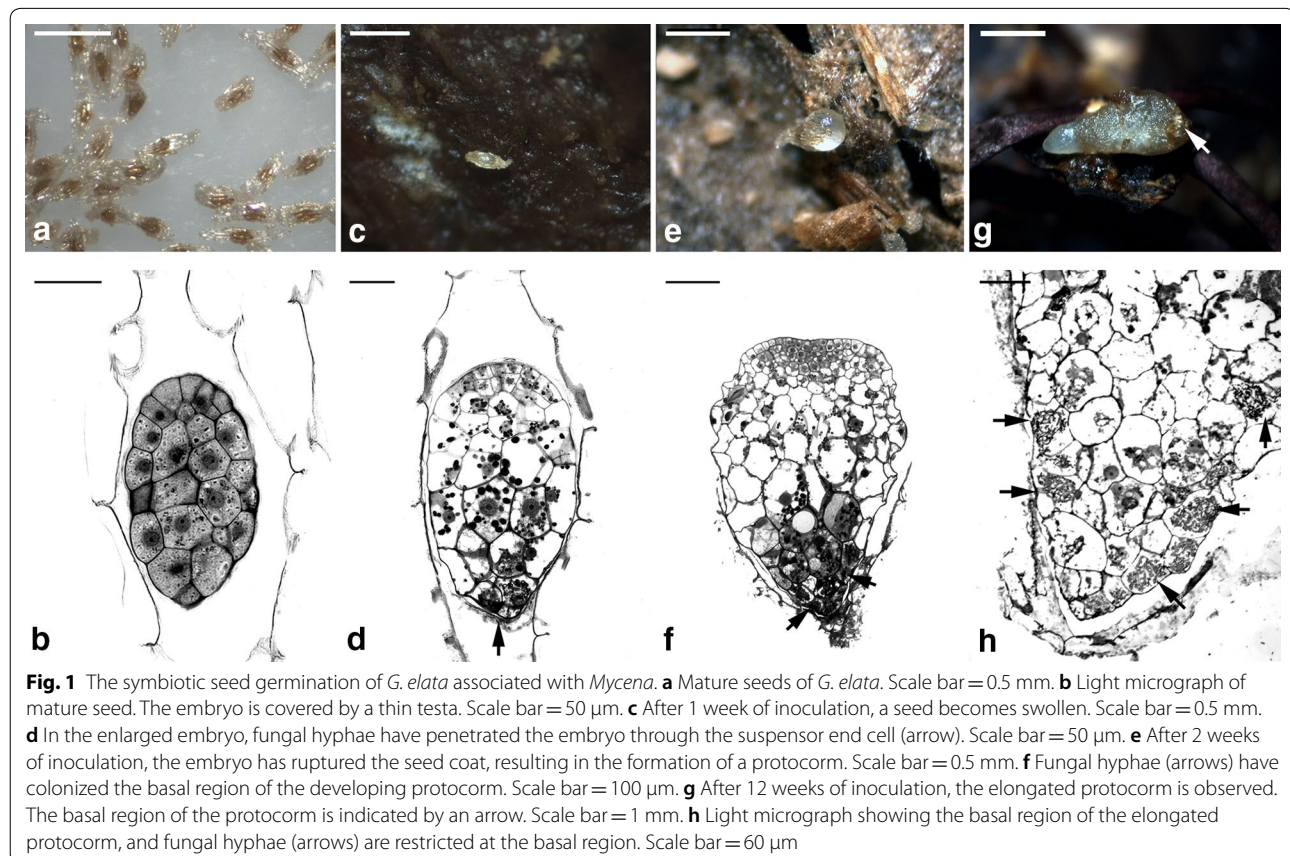 a
c
e
g
b
d
f
h
Fig. 1 The symbiotic seed germination of G. elata associated with Mycena. a Mature seeds of G. elata. Scale bar = 0.5 mm. b Light micrograph of
mature seed. The embryo is covered by a thin testa. Scale bar = 50 μm. c After 1 week of inoculation, a seed becomes swollen. Scale bar = 0.5 mm.
d In the enlarged embryo, fungal hyphae have penetrated the embryo through the suspensor end cell (arrow). Scale bar = 50 μm. e After 2 weeks
of inoculation, the embryo has ruptured the seed coat, resulting in the formation of a protocorm. Scale bar = 0.5 mm. f Fungal hyphae (arrows) have
colonized the basal region of the developing protocorm. Scale bar = 100 μm. g After 12 weeks of inoculation, the elongated protocorm is observed.
The basal region of the protocorm is indicated by an arrow. Scale bar = 1 mm. h Light micrograph showing the basal region of the elongated
protocorm, and fungal hyphae (arrows) are restricted at the basal region. Scale bar = 60 μm